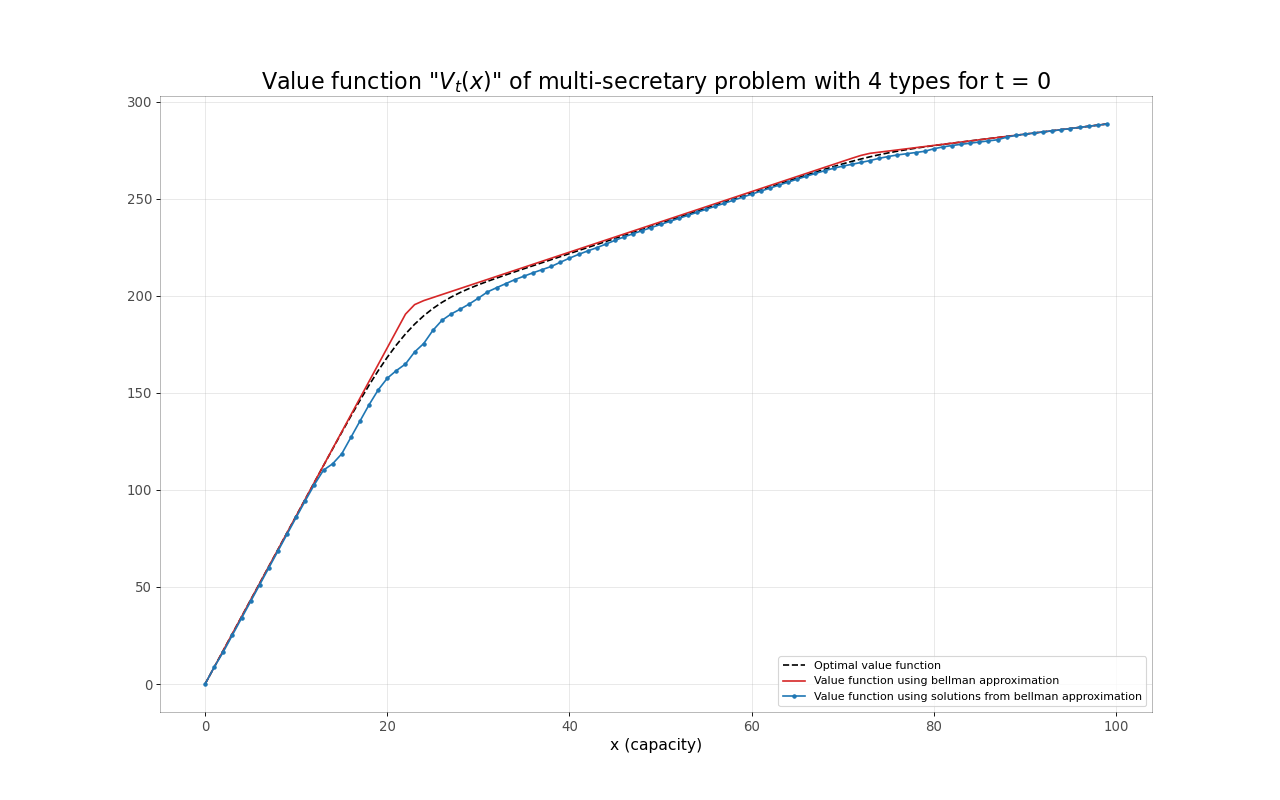 Value function "V_t(x)" of multi-secretary problem with 4 types for t = 0
300
250
200
150
100
50
0
0 20 40 60 80 100
x (capacity)
Optimal value function
Value function using bellman approximation
Value function using solutions from bellman approximation